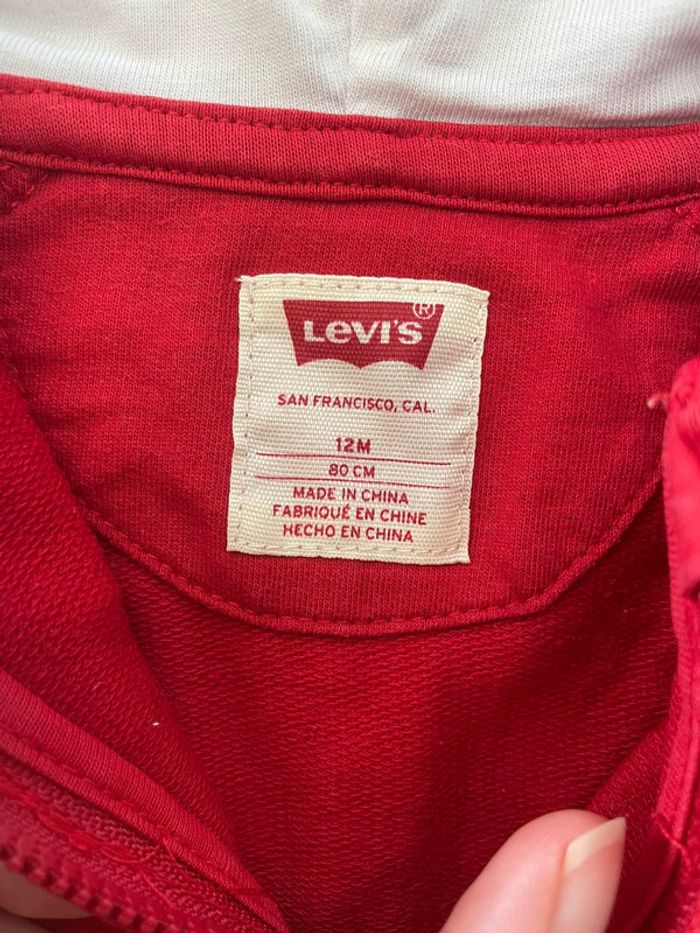 LEVI'S ®
SAN FRANCISCO, CAL.
12M
80 CM
MADE IN CHINA
FABRIQUÉ EN CHINE
HECHO EN CHINA